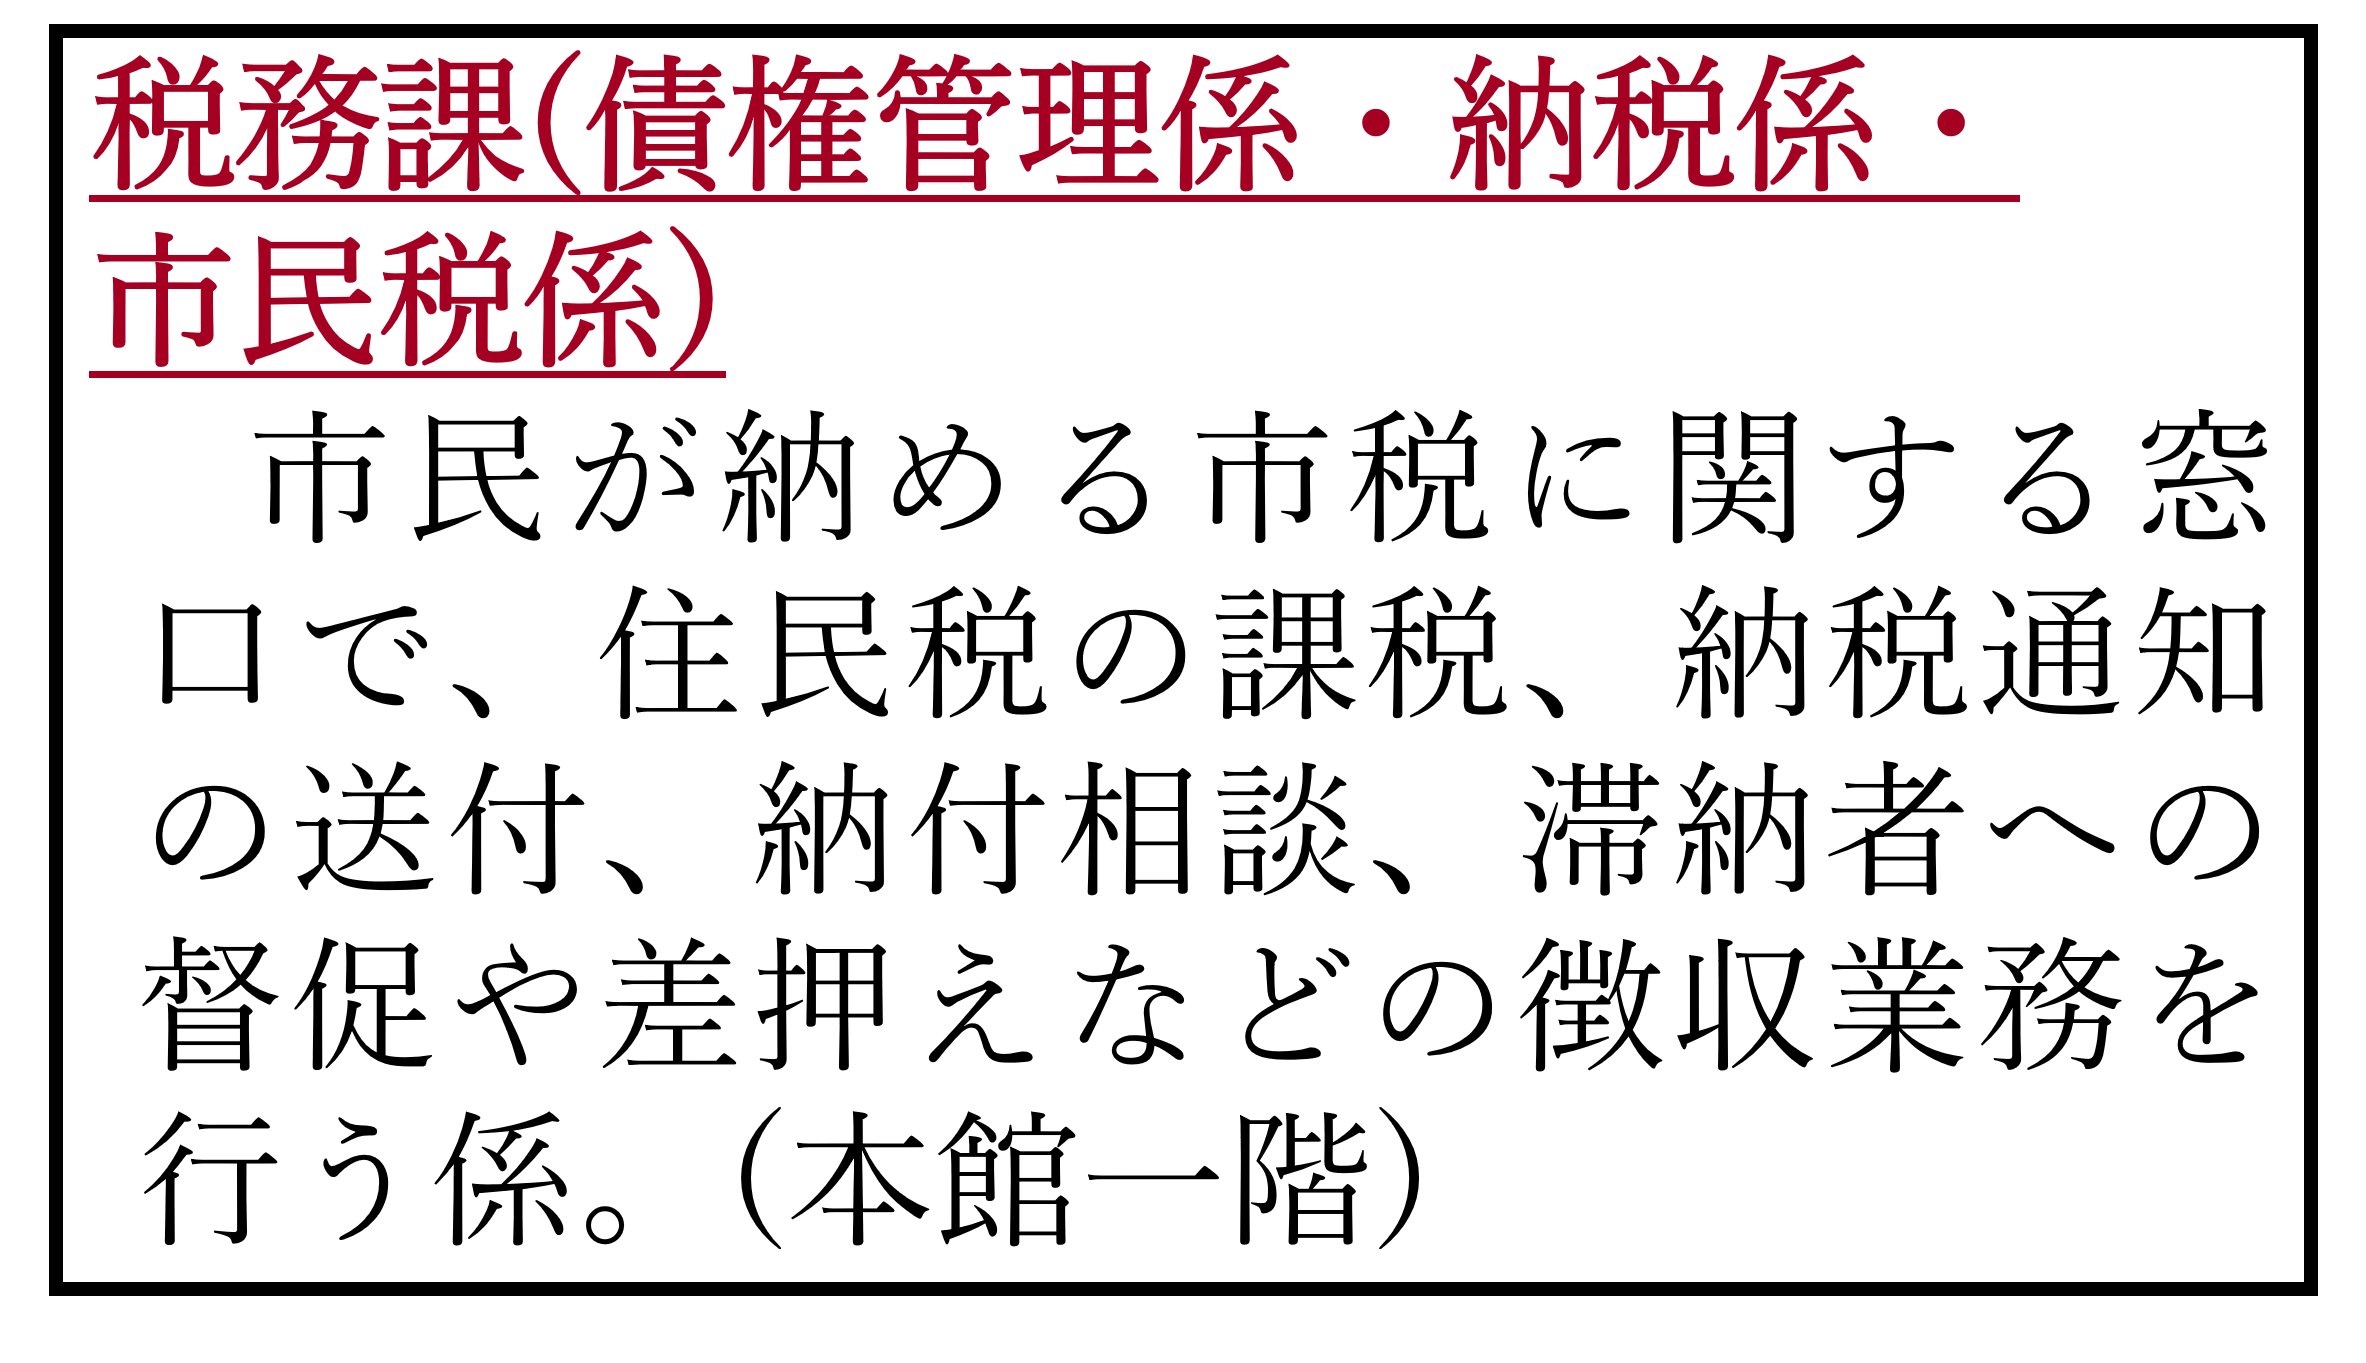 税務課(債権管理係・納税係・
市民税係)
市民が納める市税に関する窓
口で、住民税の課税、納税通知
の送付、納付相談、滞納者への
督促や差押えなどの徴収業務を
行う係。(本館一階)